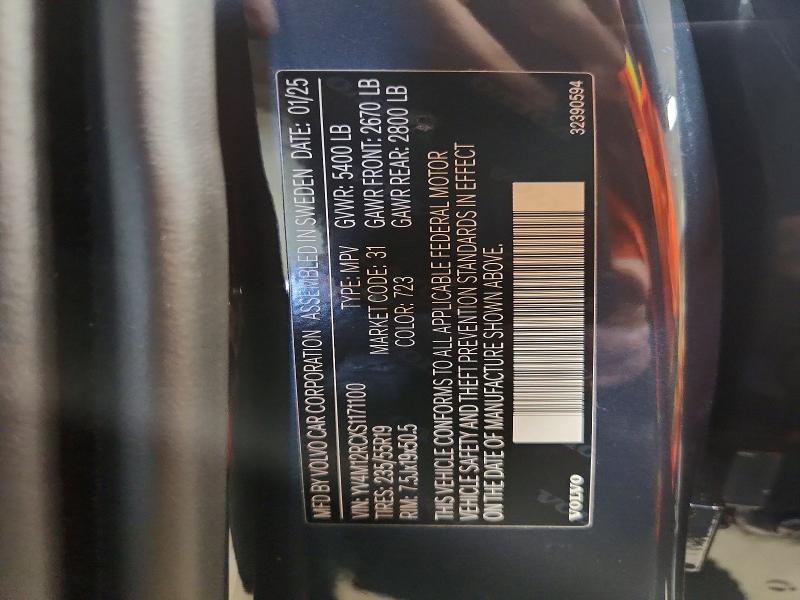 MFD BY VOLVO CAR CORPORATION ASSEMBLED IN SWEDEN DATE: 01/25
VIN: YV4M12RCXS1171100 TYPE: MPV GVWR: 5400 LB
TIRES: 235/55R19 MARKET CODE: 31 GAWR FRONT: 2670 LB
RIM: 7.5Jx19x50.5 COLOR: 723 GAWR REAR: 2800 LB
THIS VEHICLE CONFORMS TO ALL APPLICABLE FEDERAL MOTOR
VEHICLE SAFETY AND THEFT PREVENTION STANDARDS IN EFFECT
ON THE DATE OF MANUFACTURE SHOWN ABOVE.
VOLVO 32390594